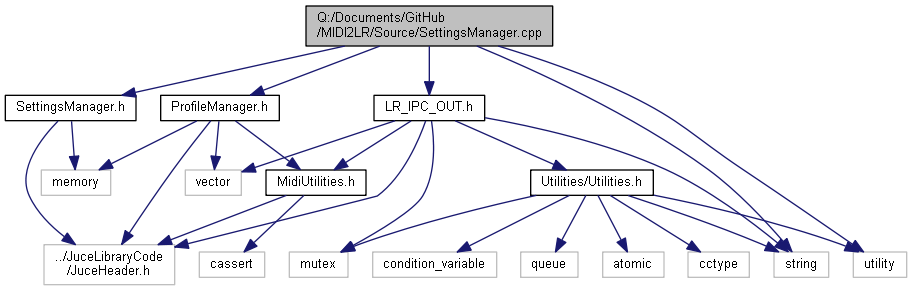 Q:/Documents/GitHub
/MIDI2LR/Source/SettingsManager.cpp
SettingsManager.h
ProfileManager.h
LR_IPC_OUT.h
memory
vector
MidiUtilities.h
Utilities/Utilities.h
../JuceLibraryCode
/JuceHeader.h
cassert
mutex
condition_variable
queue
atomic
cctype
string
utility